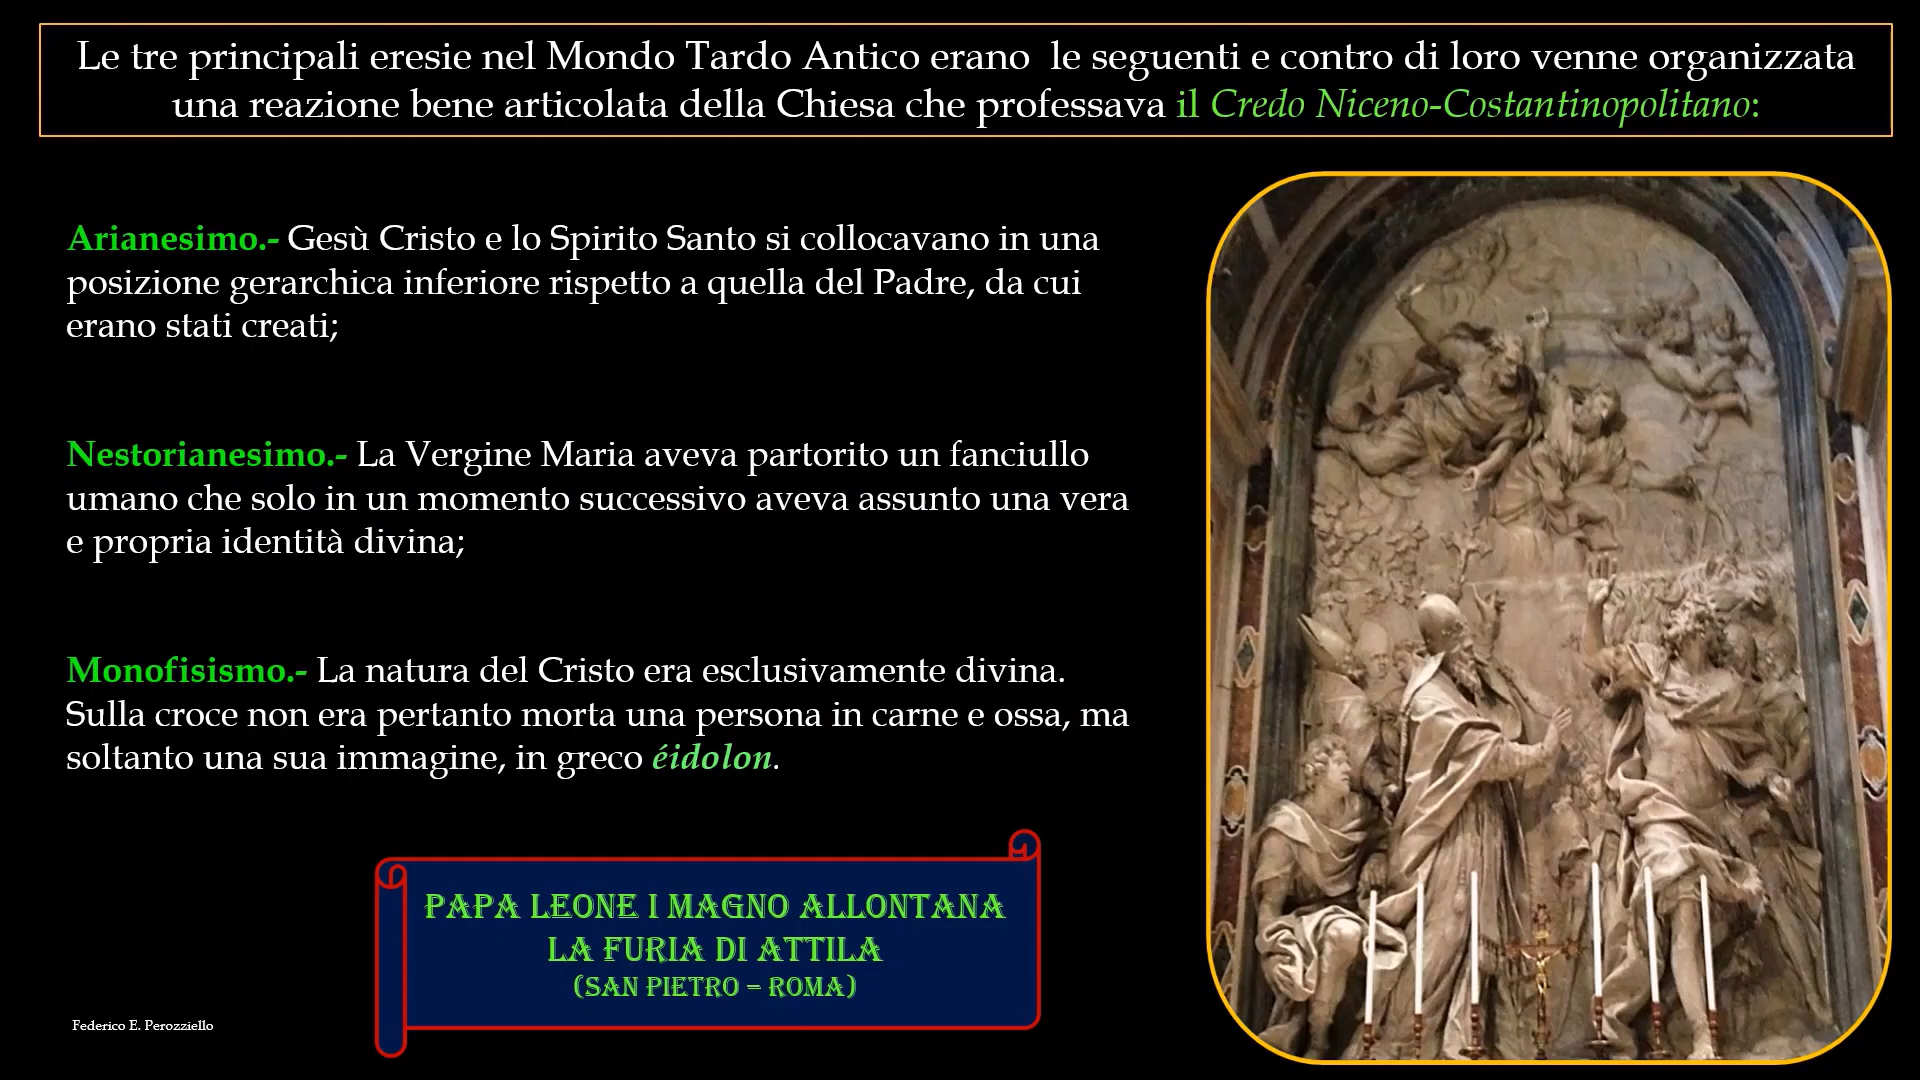 Le tre principali eresie nel Mondo Tardo Antico erano  le seguenti e contro di loro venne organizzata
una reazione bene articolata della Chiesa che professava il Credo Niceno-Costantinopolitano:
Arianesimo.- Gesù Cristo e lo Spirito Santo si collocavano in una
posizione gerarchica inferiore rispetto a quella del Padre, da cui
erano stati creati;
Nestorianesimo.- La Vergine Maria aveva partorito un fanciullo
umano che solo in un momento successivo aveva assunto una vera
e propria identità divina;
Monofisismo.- La natura del Cristo era esclusivamente divina.
Sulla croce non era pertanto morta una persona in carne e ossa, ma
soltanto una sua immagine, in greco éidolon.
PAPA LEONE I MAGNO ALLONTANA
LA FURIA DI ATTILA
(SAN PIETRO – ROMA)
Federico E. Perozziello